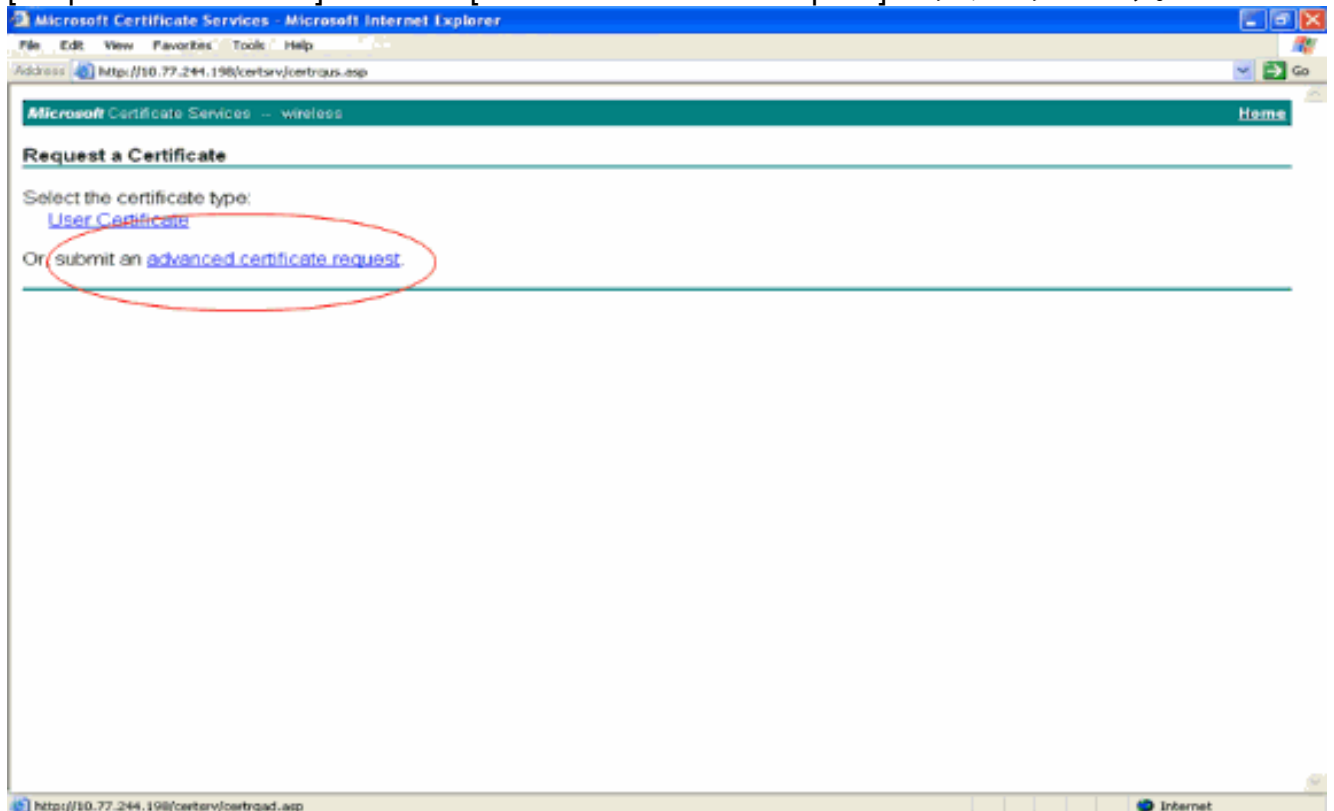 Microsoft Certificate Services - Microsoft Internet Explorer
File Edit View Favorites Tools Help
Address http://10.77.244.198/certsrv/certrqus.asp Go
Microsoft Certificate Services -- wireless Home
Request a Certificate
Select the certificate type:
User Certificate
Or, submit an advanced certificate request.
http://10.77.244.198/certsrv/certrqad.asp Internet